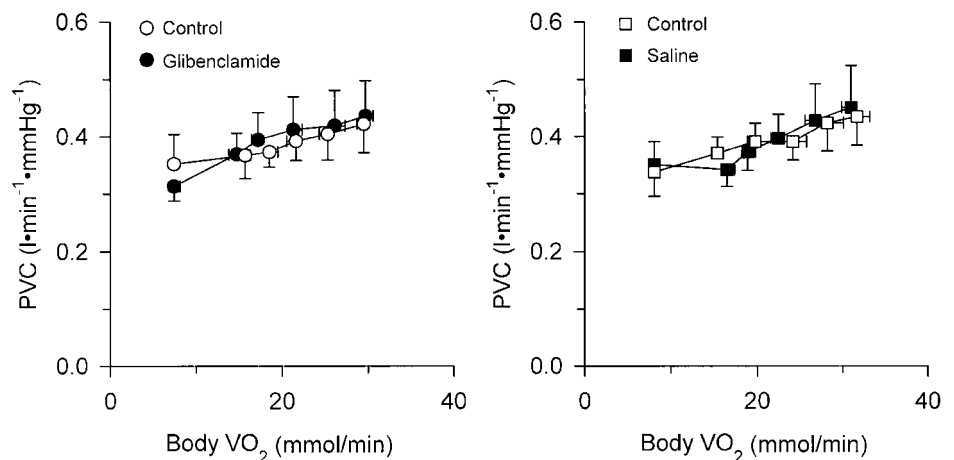 Control
Glibenclamide
PVC (l•min⁻¹•mmHg⁻¹)
0.6
0.4
0.2
0.0
0
20
40
Body VO₂ (mmol/min)
Control
Saline
PVC (l•min⁻¹•mmHg⁻¹)
0.6
0.4
0.2
0.0
0
20
40
Body VO₂ (mmol/min)